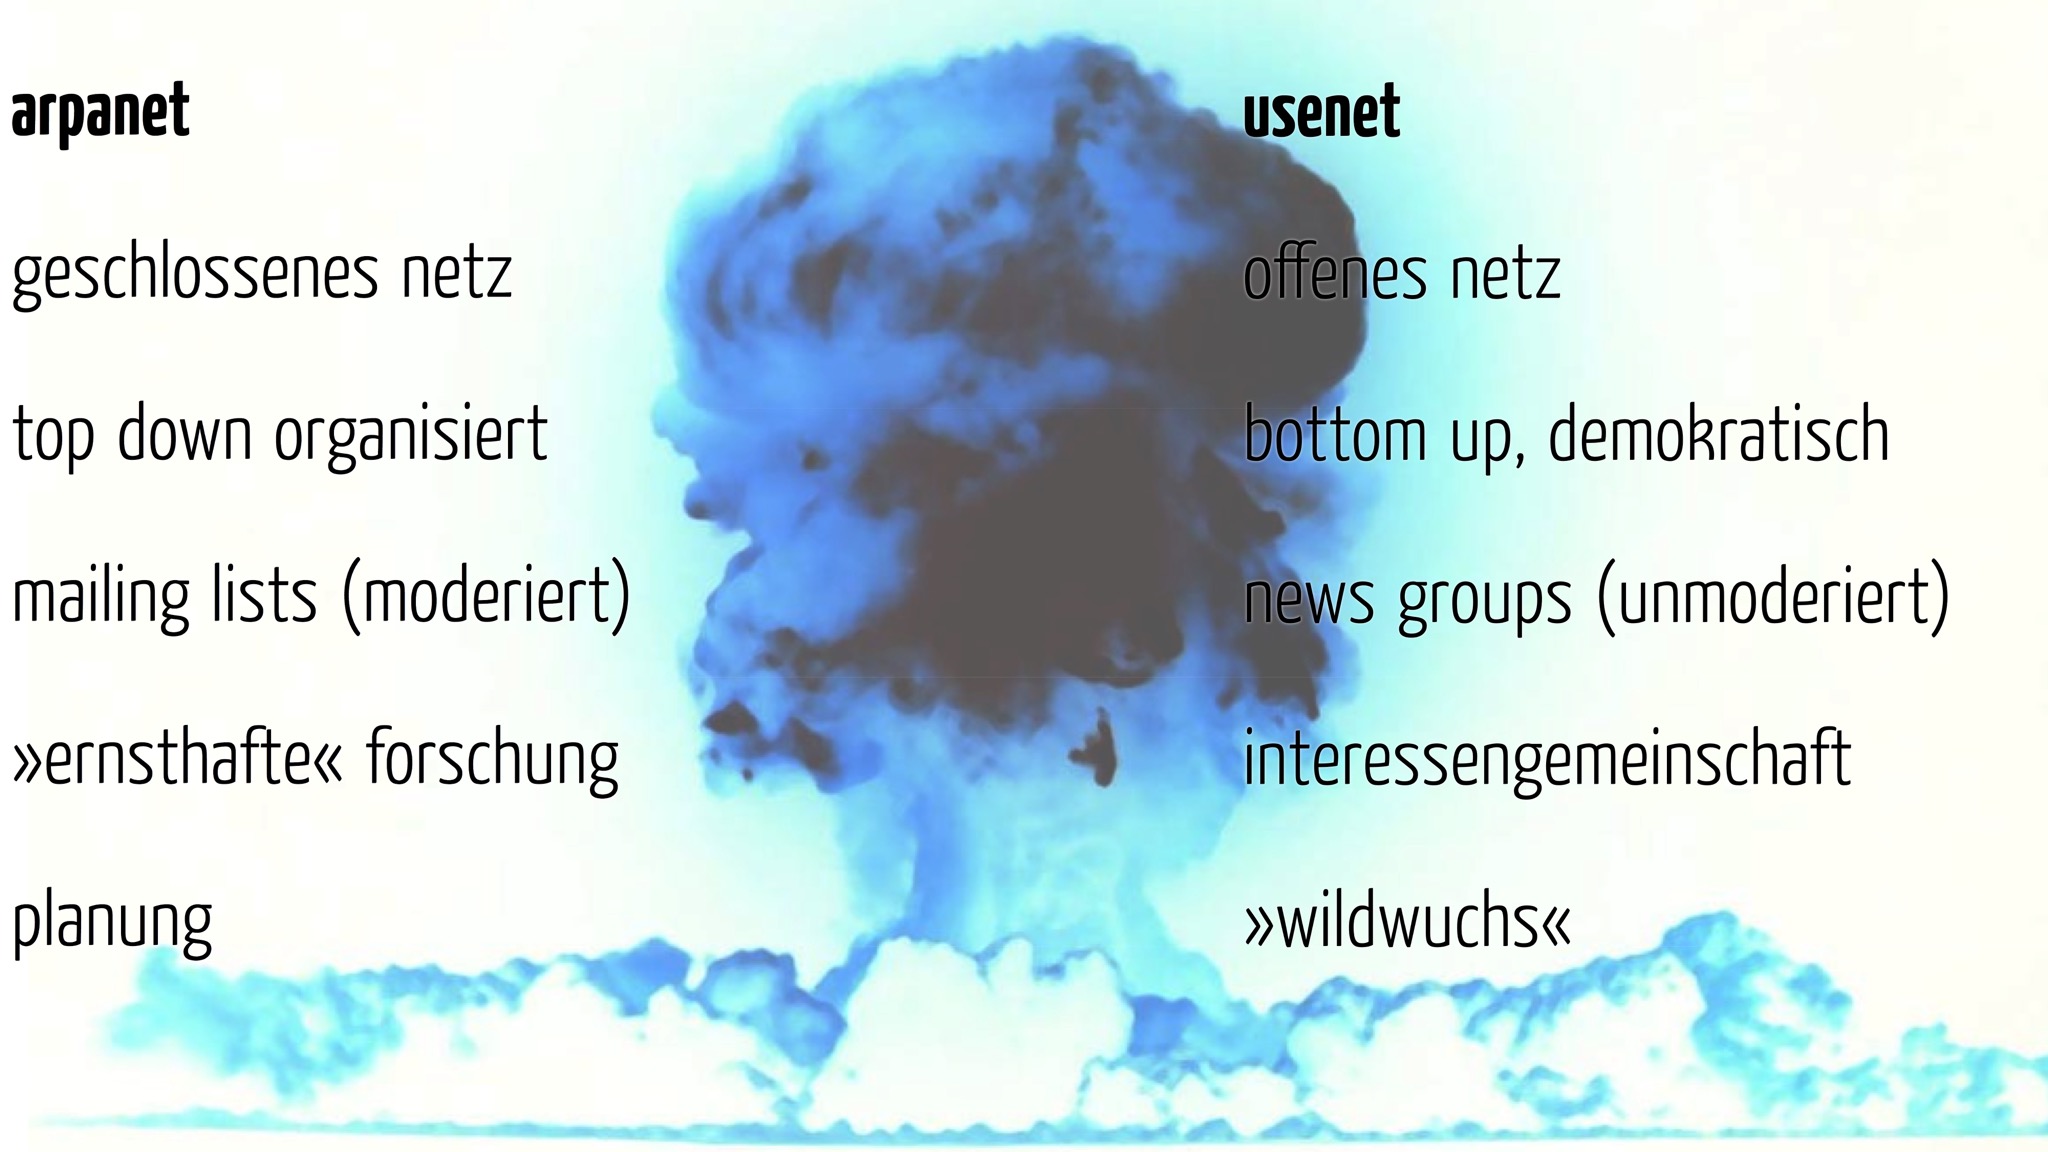 arpanet
geschlossenes netz
top down organisiert
mailing lists (moderiert)
»ernsthafte« forschung
planung
usenet
offenes netz
bottom up, demokratisch
news groups (unmoderiert)
interessengemeinschaft
»wildwuchs«